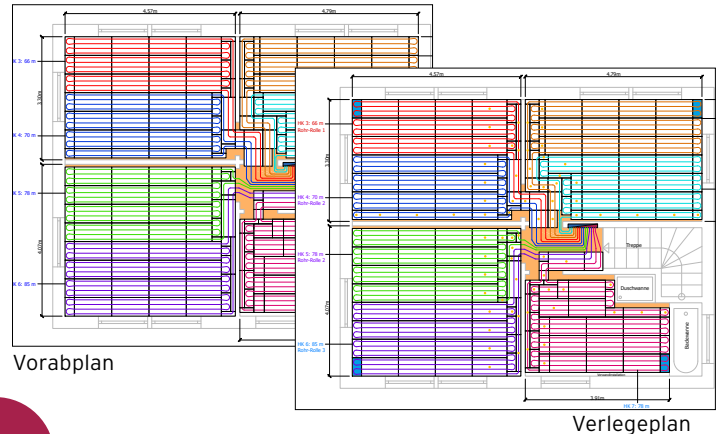 4.57m
4.79m
3.30m
K 3: 66 m
K 4: 70 m
K 5: 78 m
4.07m
K 6: 85 m
Vorabplan
4.57m
4.79m
HK 3: 66 m
Rohr-Rolle 1
HK 4: 70 m
Rohr-Rolle 2
HK 5: 78 m
Rohr-Rolle 2
4.07m
HK 6: 85 m
Rohr-Rolle 3
Treppe
Duschwanne
Badewanne
3.91m
HK 7: 78 m
Verlegeplan